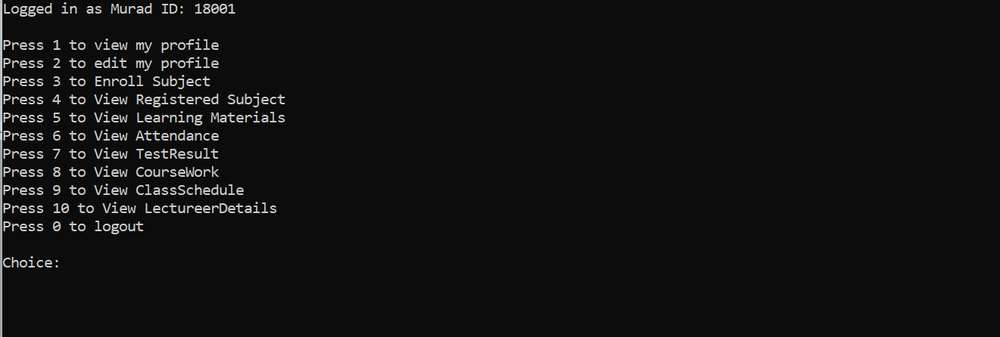 Logged in as Murad ID: 18001
Press 1 to view my profile
Press 2 to edit my profile
Press 3 to Enroll Subject
Press 4 to View Registered Subject
Press 5 to View Learning Materials
Press 6 to View Attendance
Press 7 to View TestResult
Press 8 to View CourseWork
Press 9 to View ClassSchedule
Press 10 to View LectureerDetails
Press 0 to logout
Choice: